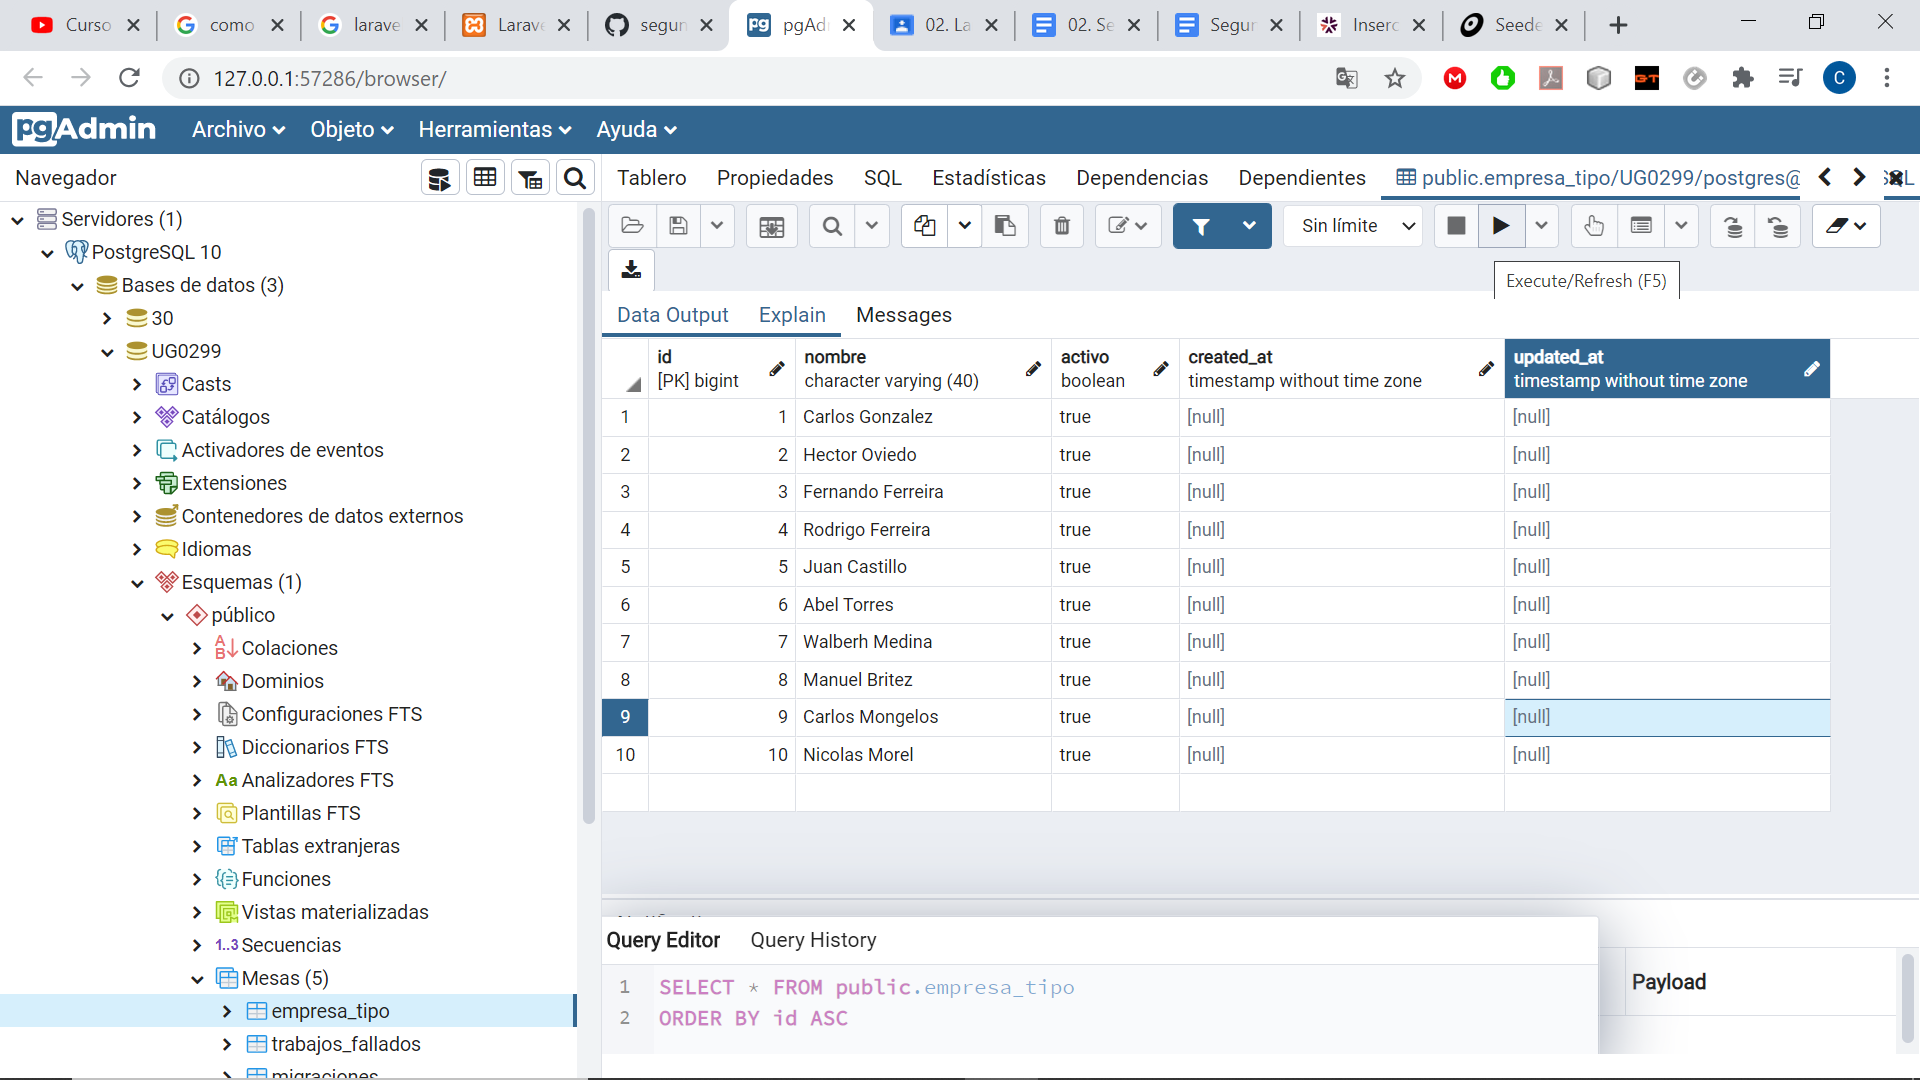 Curso
como
larave
Larave
segun
pgAdi
02. La
02. Se
Segur
Inserc
Seede
127.0.0.1:57286/browser/
C
pgAdmin
Archivo
Objeto
Herramientas
Ayuda
Navegador
Tablero
Propiedades
SQL
Estadísticas
Dependencias
Dependientes
public.empresa_tipo/UG0299/postgres@
Sin límite
Execute/Refresh (F5)
Servidores (1)
PostgreSQL 10
Bases de datos (3)
30
UG0299
Casts
Catálogos
Activadores de eventos
Extensiones
Contenedores de datos externos
Idiomas
Esquemas (1)
público
Colaciones
Dominios
Configuraciones FTS
Diccionarios FTS
Aa Analizadores FTS
Plantillas FTS
Tablas extranjeras
Funciones
Vistas materializadas
1..3 Secuencias
Mesas (5)
empresa_tipo
trabajos_fallados
migraciones
Data Output Explain Messages
id nombre activo created_at updated_at
[PK] bigint character varying (40) boolean timestamp without time zone timestamp without time zone
1 1 Carlos Gonzalez true [null] [null]
2 2 Hector Oviedo true [null] [null]
3 3 Fernando Ferreira true [null] [null]
4 4 Rodrigo Ferreira true [null] [null]
5 5 Juan Castillo true [null] [null]
6 6 Abel Torres true [null] [null]
7 7 Walberh Medina true [null] [null]
8 8 Manuel Britez true [null] [null]
9 9 Carlos Mongelos true [null] [null]
10 10 Nicolas Morel true [null] [null]
Query Editor Query History
1 SELECT * FROM public.empresa_tipo
2 ORDER BY id ASC
Payload